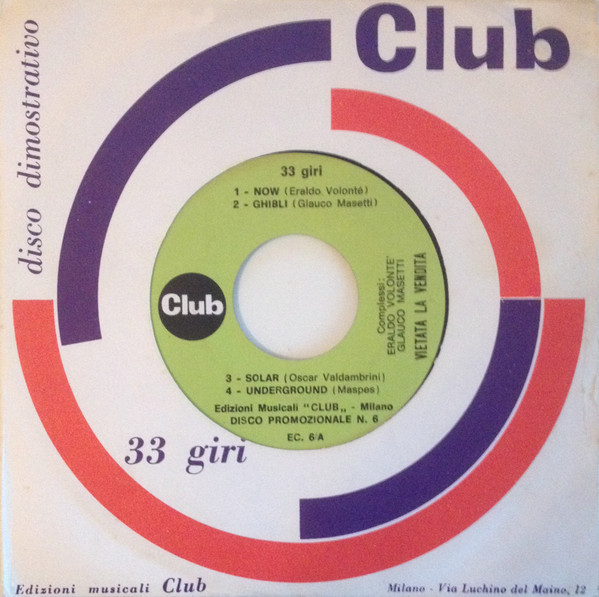 Club
disco dimostrativo
33 giri
1 - NOW (Eraldo Volonté)
2 - GHIBLI (Glauco Masetti)
Club
Complessi:
ERALDO VOLONTE'
GLAUCO MASETTI
VIETATA LA VENDITA
3 - SOLAR (Oscar Valdambrini)
4 - UNDERGROUND (Maspes)
Edizioni Musicali "CLUB„ - Milano
DISCO PROMOZIONALE N. 6
EC. 6/A
33 giri
Edizioni musicali Club
Milano - Via Luchino del Maino, 12